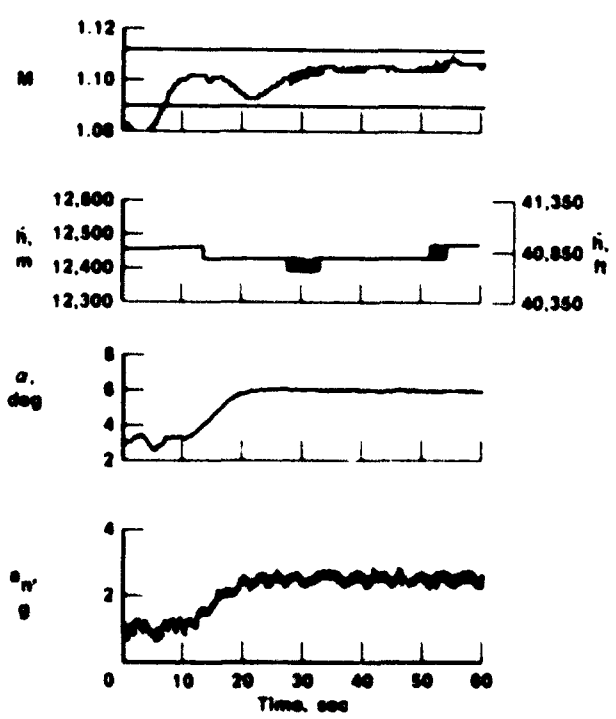 1.12
M
1.10
1.08
12,600
12,500
12,400
12,300
ḣ,
m
41,350
40,850
40,350
ḣ,
ft
8
α,
deg
6
4
2
4
aₙ,
g
2
0 10 20 30 40 50 60
Time, sec